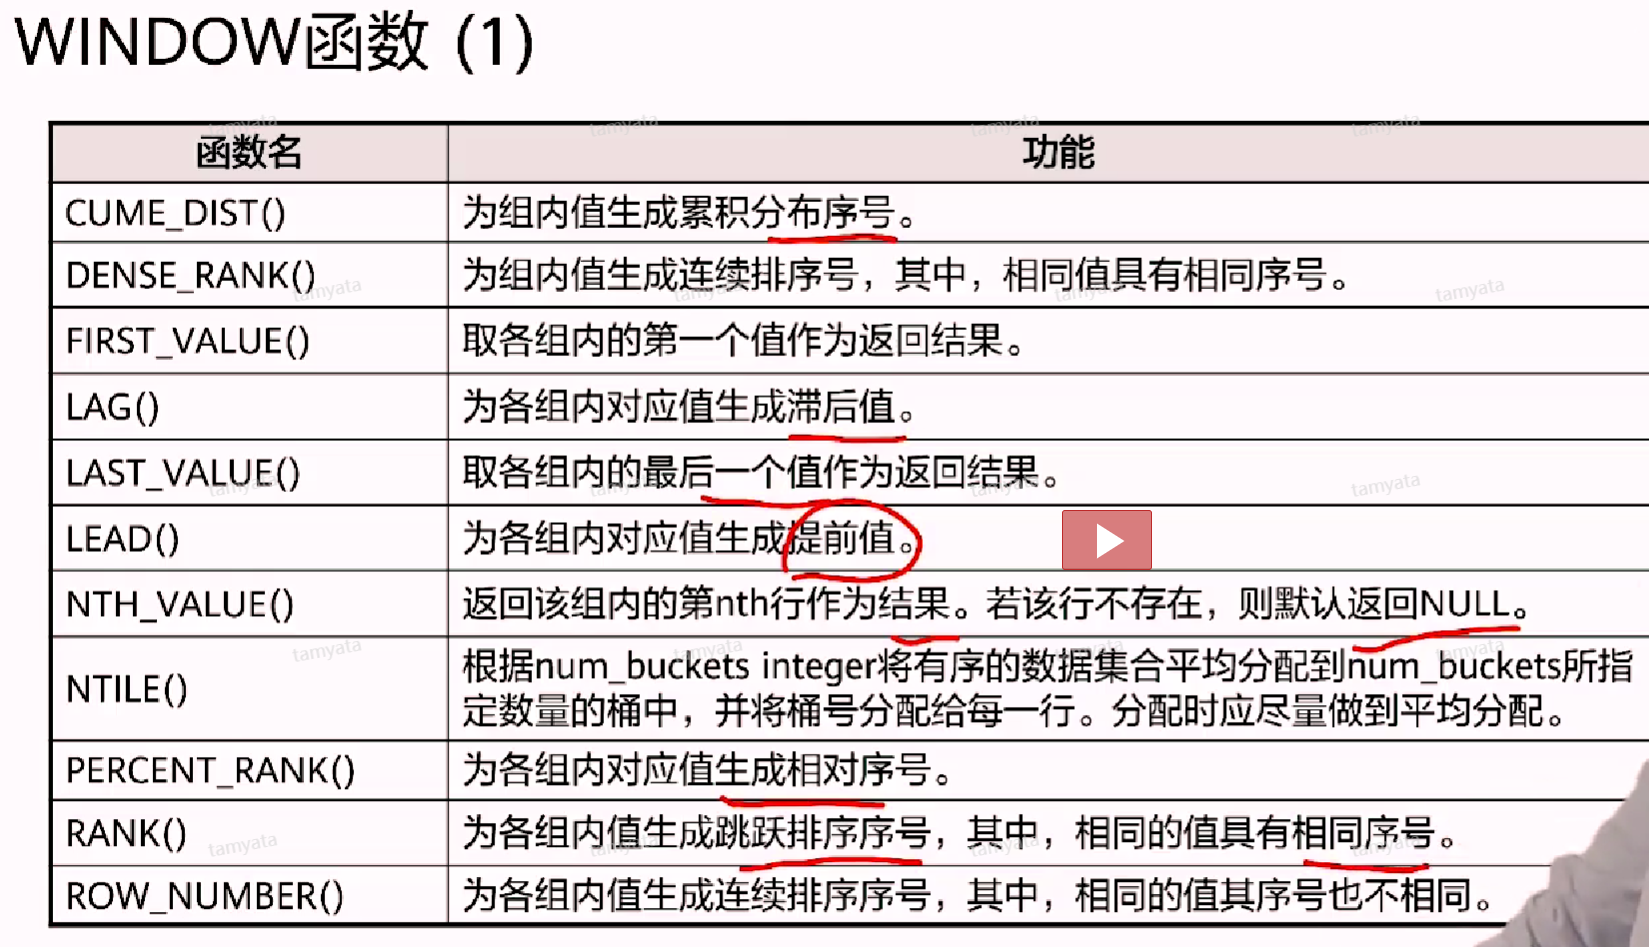 WINDOW函数 (1)
函数名 功能
CUME_DIST() 为组内值生成累积分布序号。
DENSE_RANK() 为组内值生成连续排序号，其中，相同值具有相同序号。
FIRST_VALUE() 取各组内的第一个值作为返回结果。
LAG() 为各组内对应值生成滞后值。
LAST_VALUE() 取各组内的最后一个值作为返回结果。
LEAD() 为各组内对应值生成提前值。
NTH_VALUE() 返回该组内的第nth行作为结果。若该行不存在，则默认返回NULL。
NTILE() 根据num_buckets integer将有序的数据集合平均分配到num_buckets所指
定数量的桶中，并将桶号分配给每一行。分配时应尽量做到平均分配。
PERCENT_RANK() 为各组内对应值生成相对序号。
RANK() 为各组内值生成跳跃排序序号，其中，相同的值具有相同序号。
ROW_NUMBER() 为各组内值生成连续排序序号，其中，相同的值其序号也不相同。
tamyata